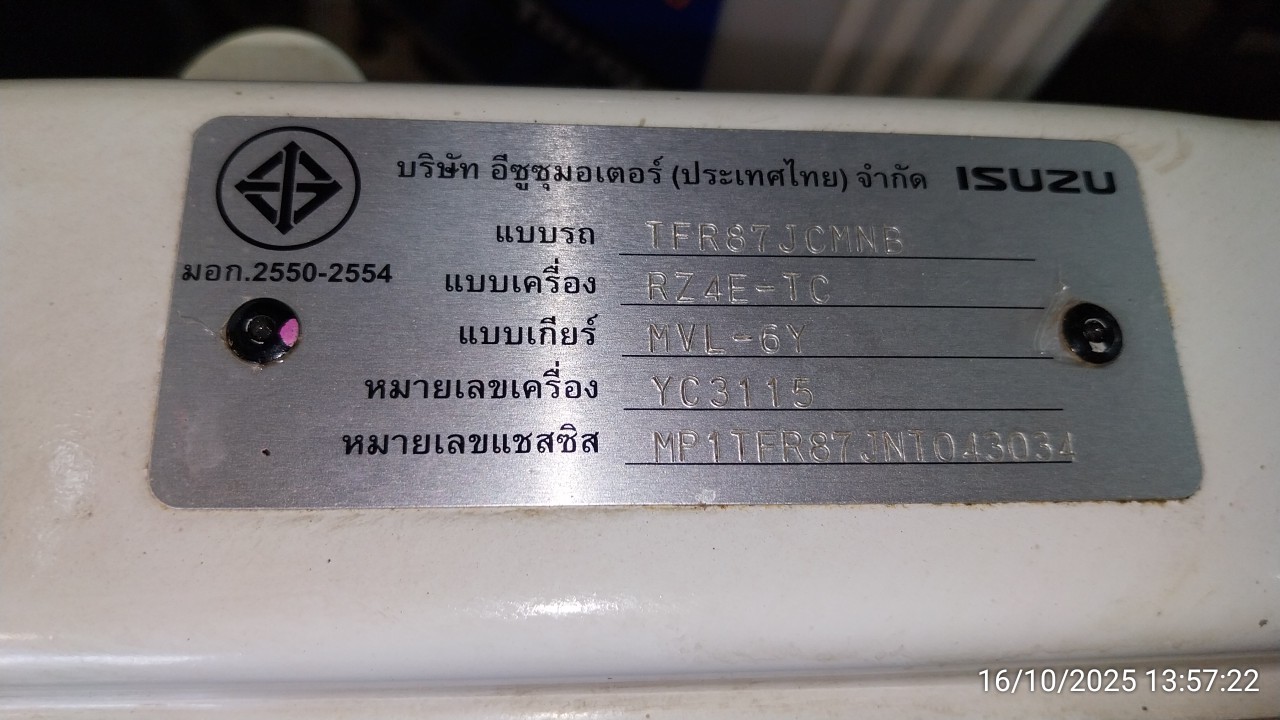 บริษัท อีซูซุมอเตอร์ (ประเทศไทย) จำกัด ISUZU
มอก.2550-2554
แบบรถ TFR87JCMNB
แบบเครื่อง RZ4E-TC
แบบเกียร์ MVL-6Y
หมายเลขเครื่อง YC3115
หมายเลขแชสซิส MP1TFR87JNT043034
16/10/2025 13:57:22